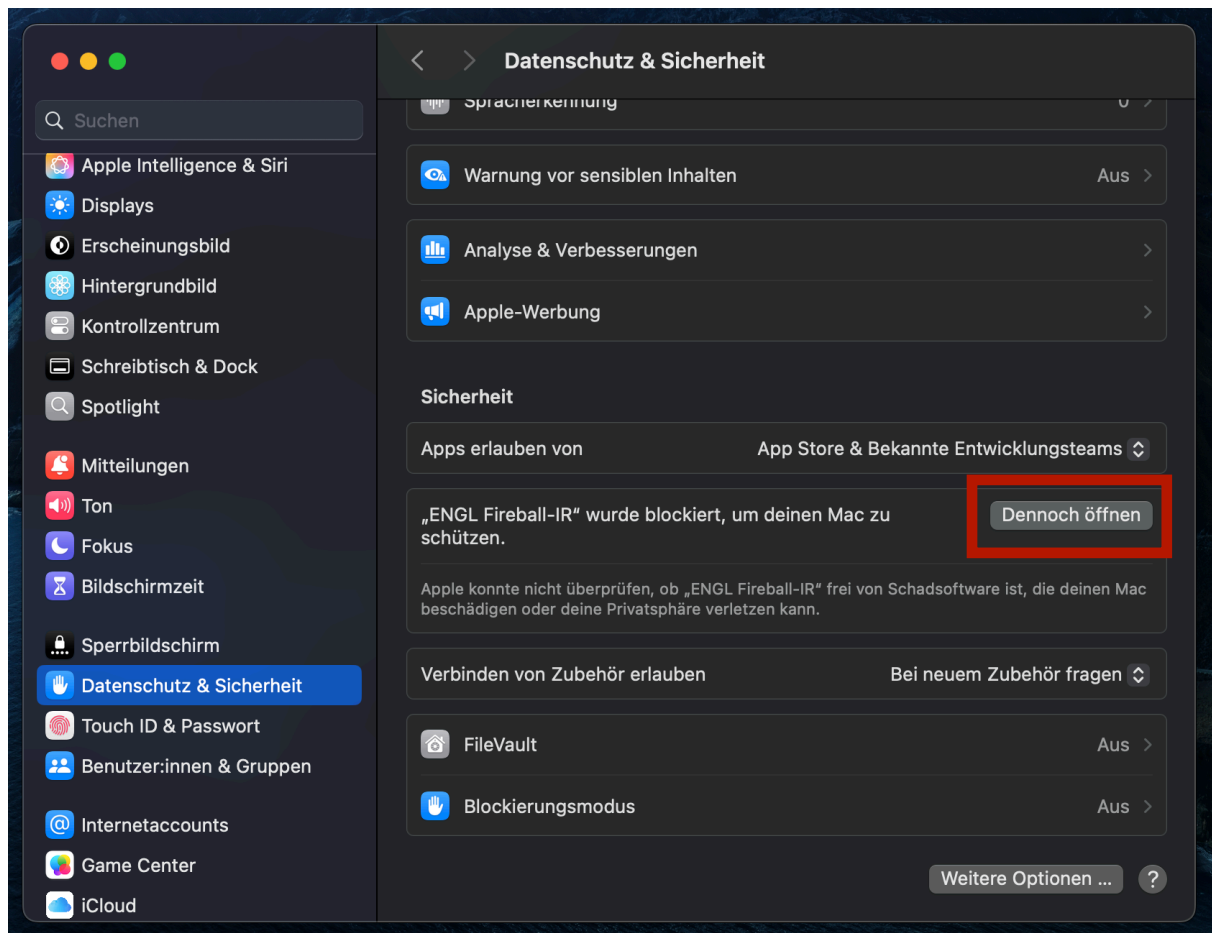 Datenschutz & Sicherheit
Suchen
Apple Intelligence & Siri
Displays
Erscheinungsbild
Hintergrundbild
Kontrollzentrum
Schreibtisch & Dock
Spotlight
Mitteilungen
Ton
Fokus
Bildschirmzeit
Sperrbildschirm
Datenschutz & Sicherheit
Touch ID & Passwort
Benutzer:innen & Gruppen
Internetaccounts
Game Center
iCloud
Spracherkennung 0
Warnung vor sensiblen Inhalten Aus
Analyse & Verbesserungen
Apple-Werbung
Sicherheit
Apps erlauben von App Store & Bekannte Entwicklungsteams
„ENGL Fireball-IR“ wurde blockiert, um deinen Mac zu
schützen.
Dennoch öffnen
Apple konnte nicht überprüfen, ob „ENGL Fireball-IR“ frei von Schadsoftware ist, die deinen Mac
beschädigen oder deine Privatsphäre verletzen kann.
Verbinden von Zubehör erlauben Bei neuem Zubehör fragen
FileVault Aus
Blockierungsmodus Aus
Weitere Optionen ... ?